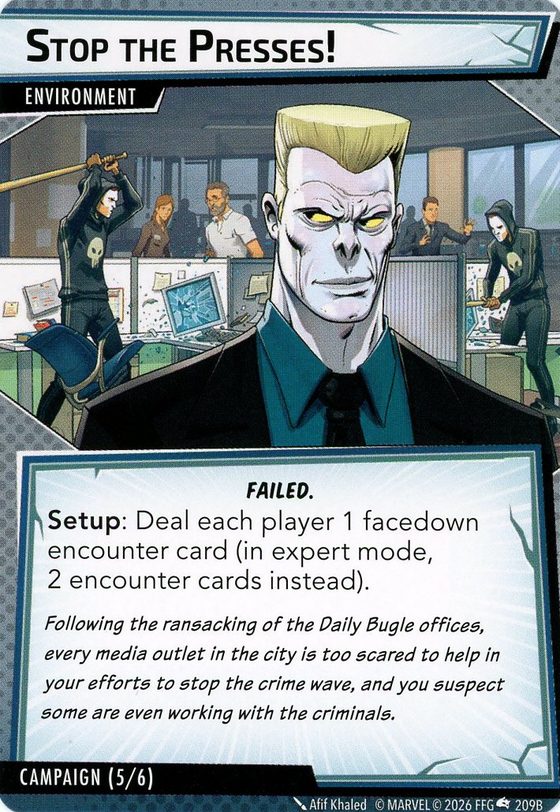 STOP THE PRESSES!
ENVIRONMENT
FAILED.
Setup: Deal each player 1 facedown
encounter card (in expert mode,
2 encounter cards instead).
Following the ransacking of the Daily Bugle offices,
every media outlet in the city is too scared to help in
your efforts to stop the crime wave, and you suspect
some are even working with the criminals.
CAMPAIGN (5/6)
Afif Khaled © MARVEL © 2026 FFG 209B